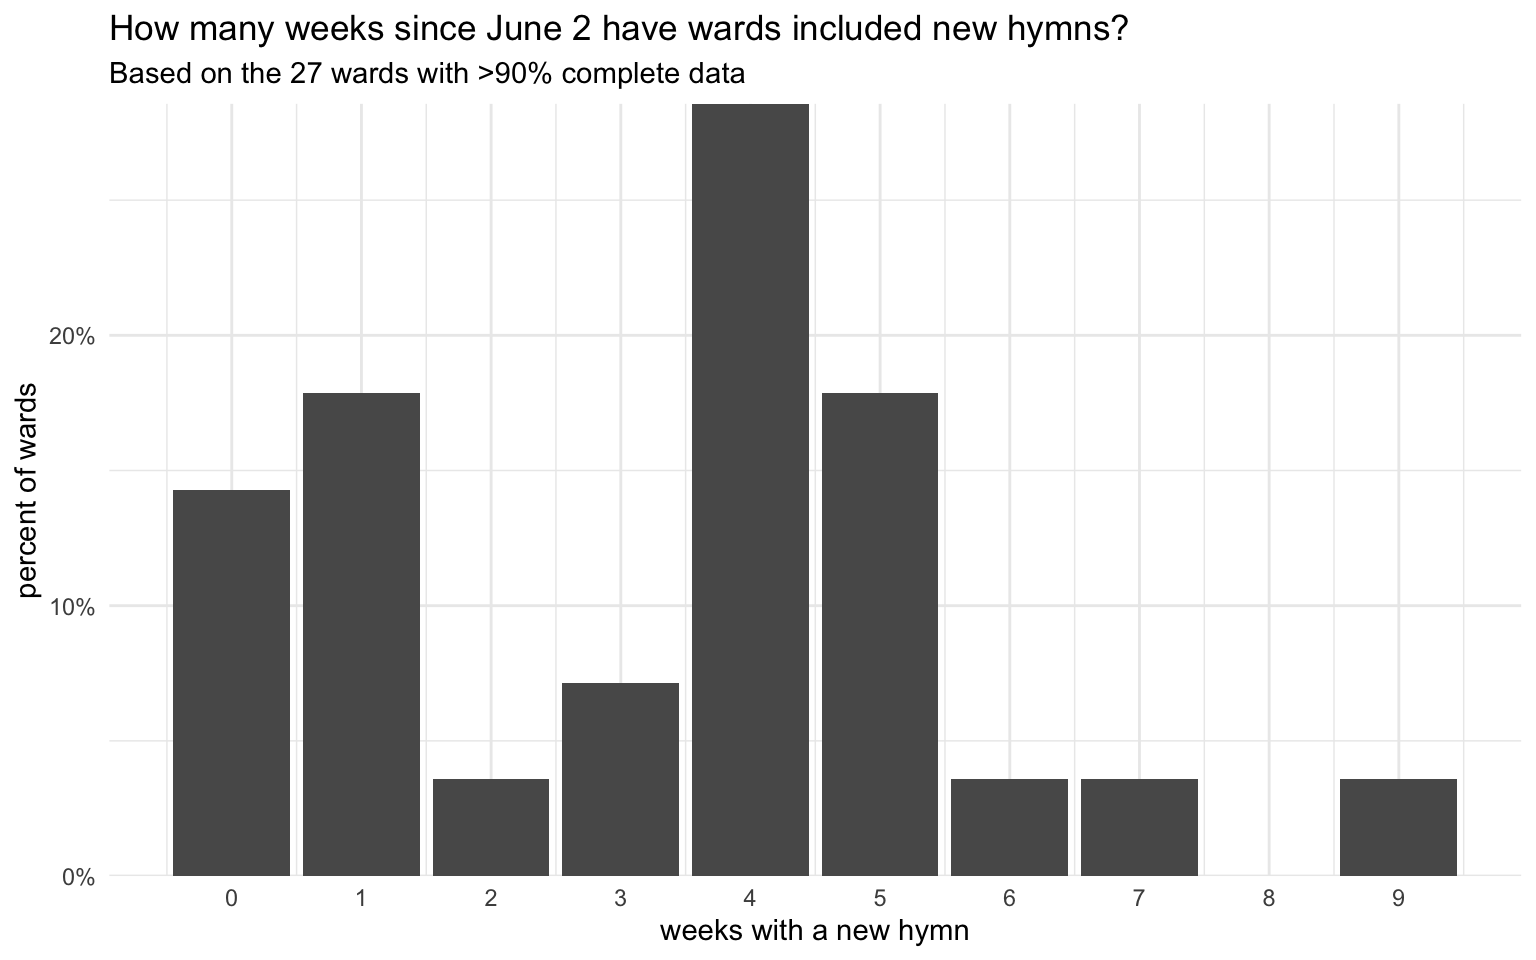 How many weeks since June 2 have wards included new hymns?
Based on the 27 wards with >90% complete data
20%
10%
0%
percent of wards
0 1 2 3 4 5 6 7 8 9
weeks with a new hymn